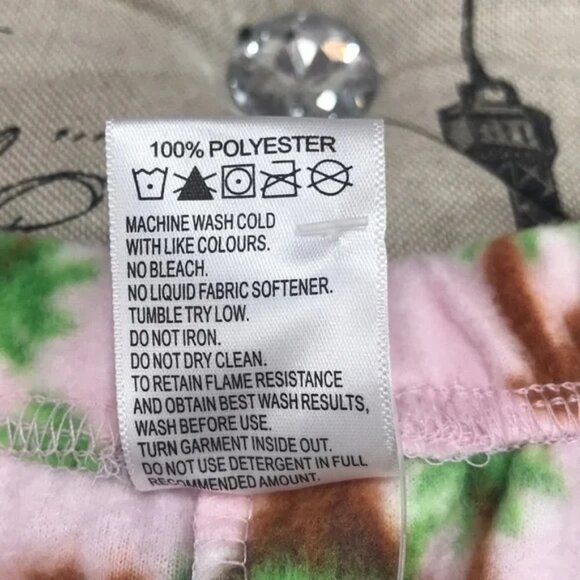 100% POLYESTER
MACHINE WASH COLD
WITH LIKE COLOURS.
NO BLEACH.
NO LIQUID FABRIC SOFTENER.
TUMBLE TRY LOW.
DO NOT IRON.
DO NOT DRY CLEAN.
TO RETAIN FLAME RESISTANCE
AND OBTAIN BEST WASH RESULTS,
WASH BEFORE USE.
TURN GARMENT INSIDE OUT.
DO NOT USE DETERGENT IN FULL
RECOMMENDED AMOUNT.